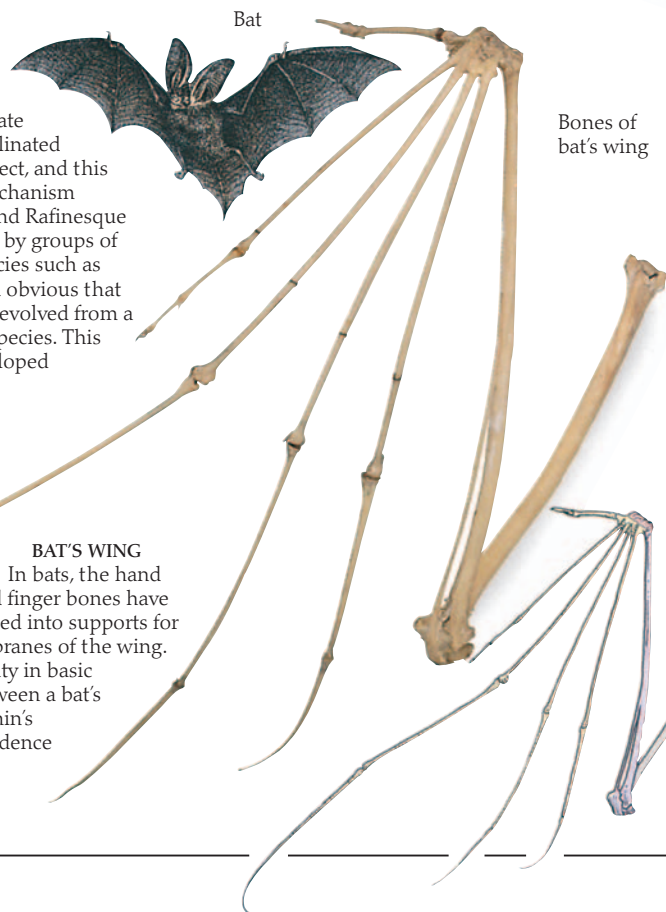 Bat
Bones of
bat's wing
ate
linated
ect, and this
chanism
nd Rafinesque
by groups of
cies such as
obvious that
evolved from a
pecies. This
loped
BAT'S WING
In bats, the hand
finger bones have
ed into supports for
branes of the wing.
ity in basic
ween a bat's
hin's
dence